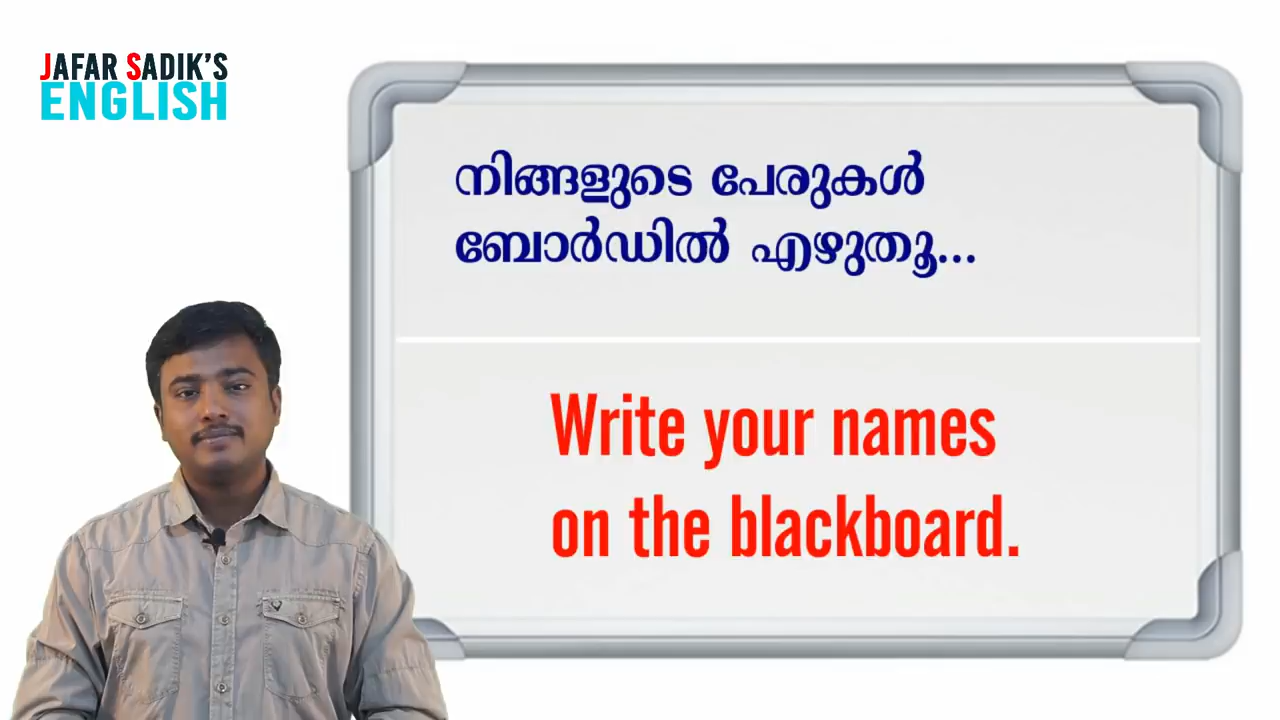 JAFAR SADIK'S
ENGLISH
നിങ്ങളുടെ പേരുകൾ
ബോർഡിൽ എഴുതൂ...
Write your names
on the blackboard.